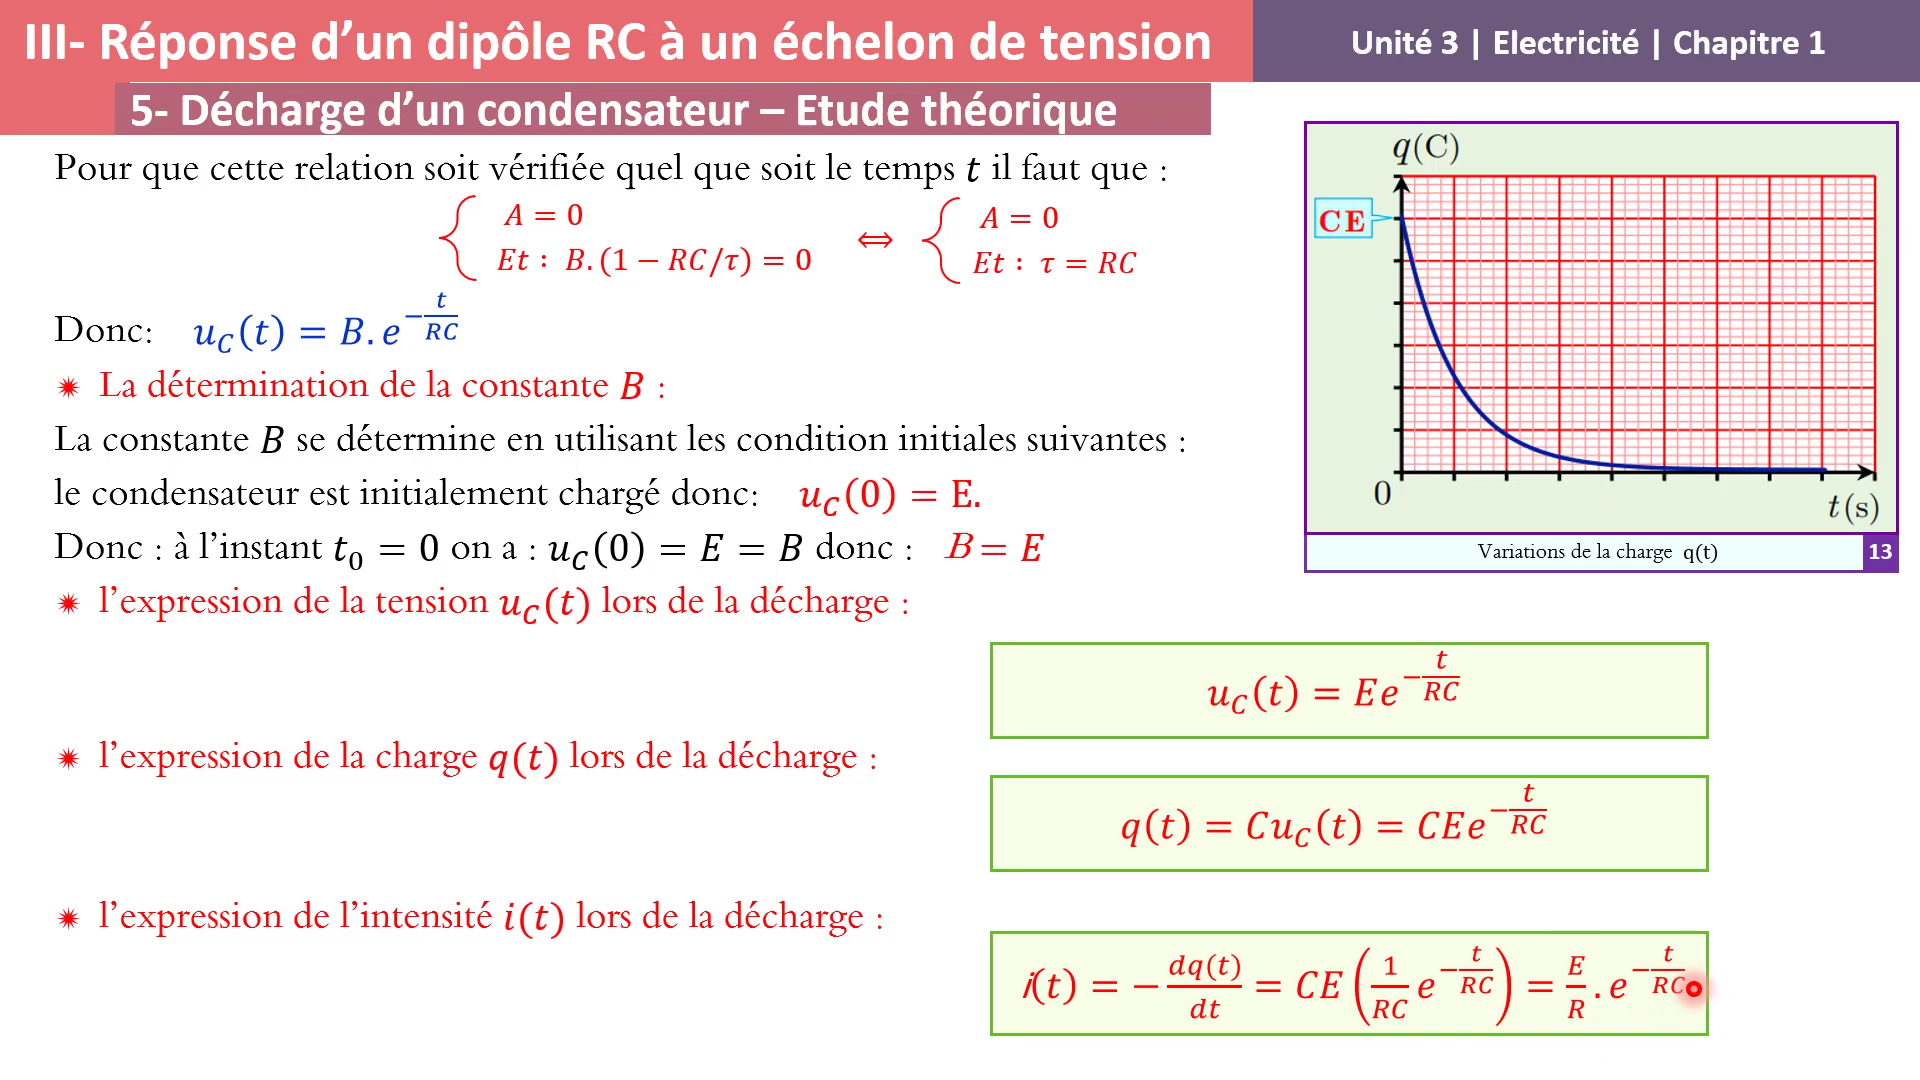 III- Réponse d’un dipôle RC à un échelon de tension
Unité 3 | Electricité | Chapitre 1
5- Décharge d’un condensateur – Etude théorique
Pour que cette relation soit vérifiée quel que soit le temps t il faut que :
{ A = 0
Et : B. (1 − RC/τ) = 0
⇔ { A = 0
Et : τ = RC
Donc: u_C(t) = B. e^(−t/RC)
✷ La détermination de la constante B :
La constante B se détermine en utilisant les condition initiales suivantes :
le condensateur est initialement chargé donc: u_C(0) = E.
Donc : à l’instant t_0 = 0 on a : u_C(0) = E = B donc : B = E
✷ l’expression de la tension u_C(t) lors de la décharge :
u_C(t) = Ee^(−t/RC)
✷ l’expression de la charge q(t) lors de la décharge :
q(t) = Cu_C(t) = CEe^(−t/RC)
✷ l’expression de l’intensité i(t) lors de la décharge :
i(t) = − dq(t)/dt = CE (1/RC e^(−t/RC)) = E/R . e^(−t/RC)
q(C)
CE
0
t(s)
Variations de la charge q(t)
13